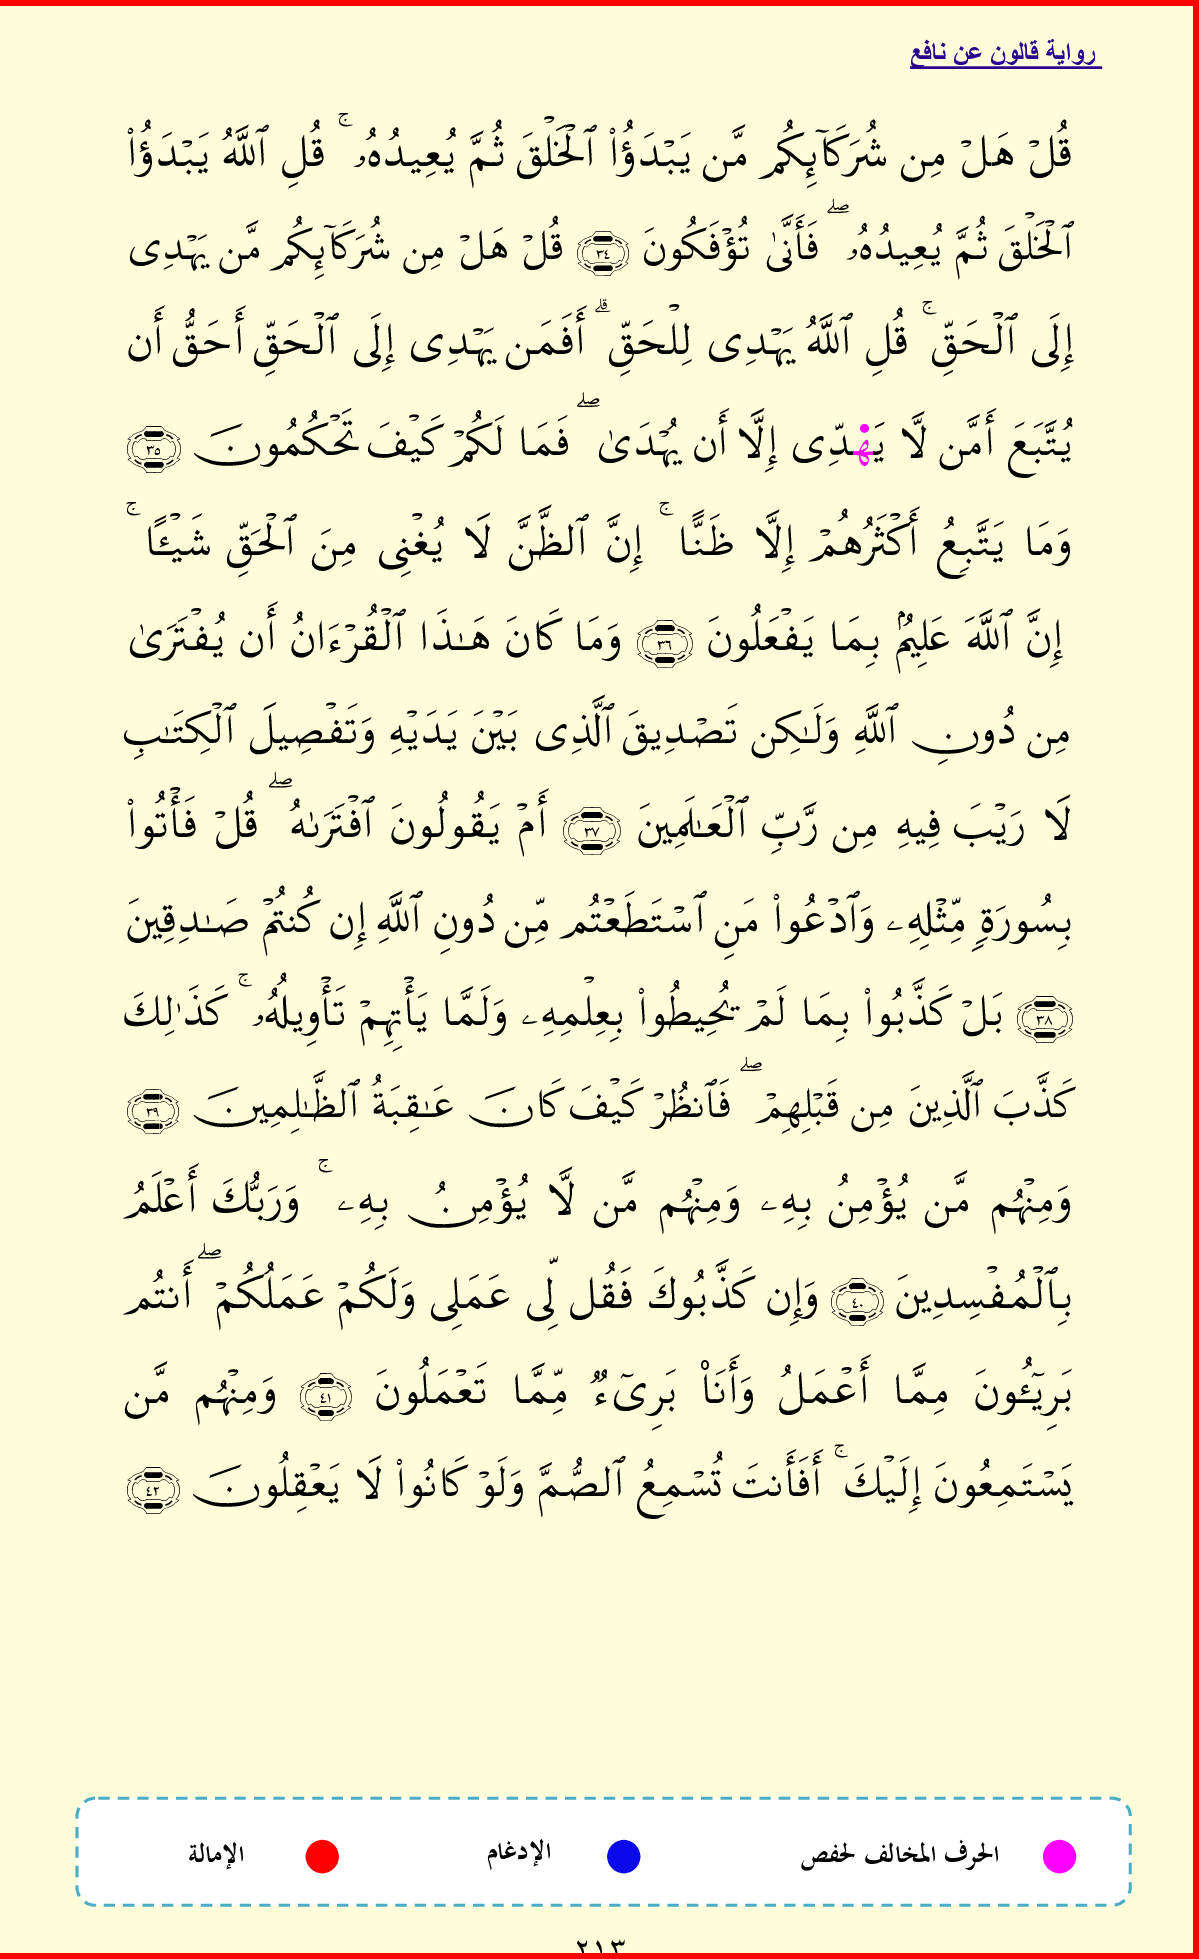 رواية قالون عن نافع
قُلۡ هَلۡ مِن شُرَكَآئِكُم مَّن يَبۡدَؤُاْ ٱلۡخَلۡقَ ثُمَّ يُعِيدُهُۥ ۚ قُلِ ٱللَّهُ يَبۡدَؤُاْ
ٱلۡخَلۡقَ ثُمَّ يُعِيدُهُۥ ۖ فَأَنَّىٰ تُؤۡفَكُونَ ٣٤ قُلۡ هَلۡ مِن شُرَكَآئِكُم مَّن يَهۡدِى
إِلَى ٱلۡحَقِّ ۚ قُلِ ٱللَّهُ يَهۡدِى لِلۡحَقِّ ۗ أَفَمَن يَهۡدِى إِلَى ٱلۡحَقِّ أَحَقُّ أَن
يُتَّبَعَ أَمَّن لَّا يَهۡدِّى إِلَّا أَن يُهۡدَىٰ ۖ فَمَا لَكُمۡ كَيۡفَ تَحۡكُمُونَ ٣٥
وَمَا يَتَّبِعُ أَكۡثَرُهُمۡ إِلَّا ظَنًّا ۚ إِنَّ ٱلظَّنَّ لَا يُغۡنِى مِنَ ٱلۡحَقِّ شَيۡـًٔا ۚ
إِنَّ ٱللَّهَ عَلِيمُۢ بِمَا يَفۡعَلُونَ ٣٦ وَمَا كَانَ هَـٰذَا ٱلۡقُرۡءَانُ أَن يُفۡتَرَىٰ
مِن دُونِ ٱللَّهِ وَلَـٰكِن تَصۡدِيقَ ٱلَّذِى بَيۡنَ يَدَيۡهِ وَتَفۡصِيلَ ٱلۡكِتَـٰبِ
لَا رَيۡبَ فِيهِ مِن رَّبِّ ٱلۡعَـٰلَمِينَ ٣٧ أَمۡ يَقُولُونَ ٱفۡتَرَىٰهُ ۖ قُلۡ فَأۡتُواْ
بِسُورَةٍ مِّثۡلِهِۦ وَٱدۡعُواْ مَنِ ٱسۡتَطَعۡتُم مِّن دُونِ ٱللَّهِ إِن كُنتُمۡ صَـٰدِقِينَ
٣٨ بَلۡ كَذَّبُواْ بِمَا لَمۡ يُحِيطُواْ بِعِلۡمِهِۦ وَلَمَّا يَأۡتِهِمۡ تَأۡوِيلُهُۥ ۚ كَذَٰلِكَ
كَذَّبَ ٱلَّذِينَ مِن قَبۡلِهِمۡ ۖ فَٱنظُرۡ كَيۡفَ كَانَ عَـٰقِبَةُ ٱلظَّـٰلِمِينَ ٣٩
وَمِنۡهُم مَّن يُؤۡمِنُ بِهِۦ وَمِنۡهُم مَّن لَّا يُؤۡمِنُ بِهِۦ ۚ وَرَبُّكَ أَعۡلَمُ
بِٱلۡمُفۡسِدِينَ ٤٠ وَإِن كَذَّبُوكَ فَقُل لِّى عَمَلِى وَلَكُمۡ عَمَلُكُمۡ ۖ أَنتُم
بَرِيٓـُٔونَ مِمَّا أَعۡمَلُ وَأَنَا۠ بَرِىٓءٌ مِّمَّا تَعۡمَلُونَ ٤١ وَمِنۡهُم مَّن
يَسۡتَمِعُونَ إِلَيۡكَ ۚ أَفَأَنتَ تُسۡمِعُ ٱلصُّمَّ وَلَوۡ كَانُواْ لَا يَعۡقِلُونَ ٤٢
الحرف المخالف لحفص الإدغام الإمالة
٢١٣